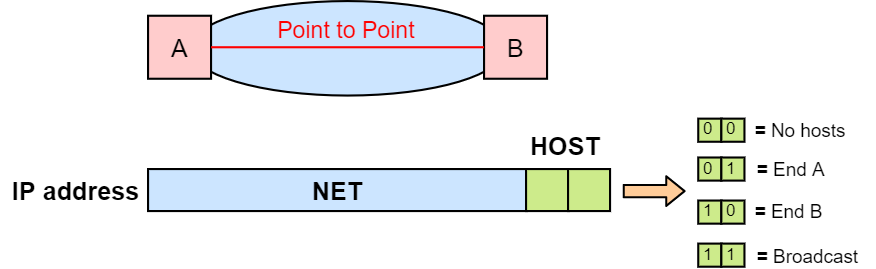 Point to Point
A
B
HOST
IP address
NET
0 0 = No hosts
0 1 = End A
1 0 = End B
1 1 = Broadcast